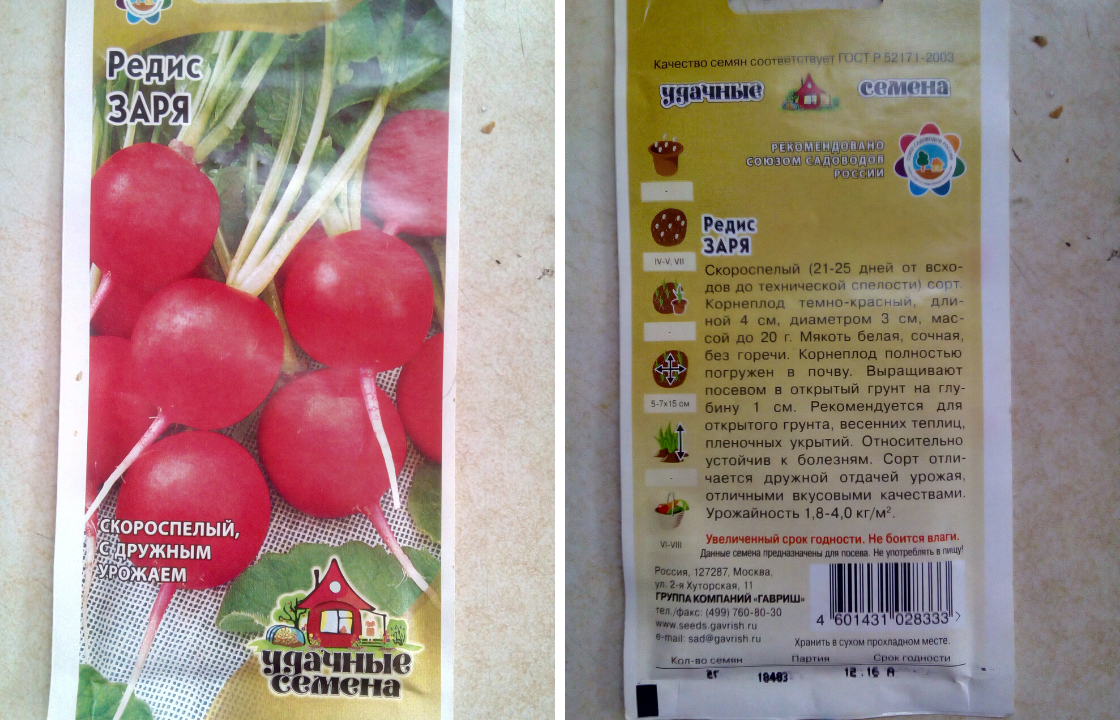 Редис
ЗАРЯ
СКОРОСПЕЛЫЙ,
С ДРУЖНЫМ
УРОЖАЕМ
удачные
семена
Качество семян соответствует ГОСТ Р 52171-2003
удачные семена
РЕКОМЕНДОВАНО
СОЮЗОМ САДОВОДОВ
РОССИИ
-
IV-V, VII
-
5-7х15 см
-
VI-VIII
Редис
ЗАРЯ
Скороспелый (21-25 дней от всхо-
дов до технической спелости) сорт.
Корнеплод темно-красный, дли-
ной 4 см, диаметром 3 см, мас-
сой до 20 г. Мякоть белая, сочная,
без горечи. Корнеплод полностью
погружен в почву. Выращивают
посевом в открытый грунт на глу-
бину 1 см. Рекомендуется для
открытого грунта, весенних теплиц,
пленочных укрытий. Относительно
устойчив к болезням. Сорт отли-
чается дружной отдачей урожая,
отличными вкусовыми качествами.
Урожайность 1,8-4,0 кг/м².
Увеличенный срок годности. Не боится влаги.
Данные семена предназначены для посева. Не употреблять в пищу!
Россия, 127287, Москва,
ул. 2-я Хуторская, 11
ГРУППА КОМПАНИЙ «ГАВРИШ»
тел./факс: (499) 760-80-30
www.seeds.gavrish.ru
e-mail: sad@gavrish.ru
4 601431 028333 >
Хранить в сухом прохладном месте.
Кол-во семян Партия Срок годности
12.16 А